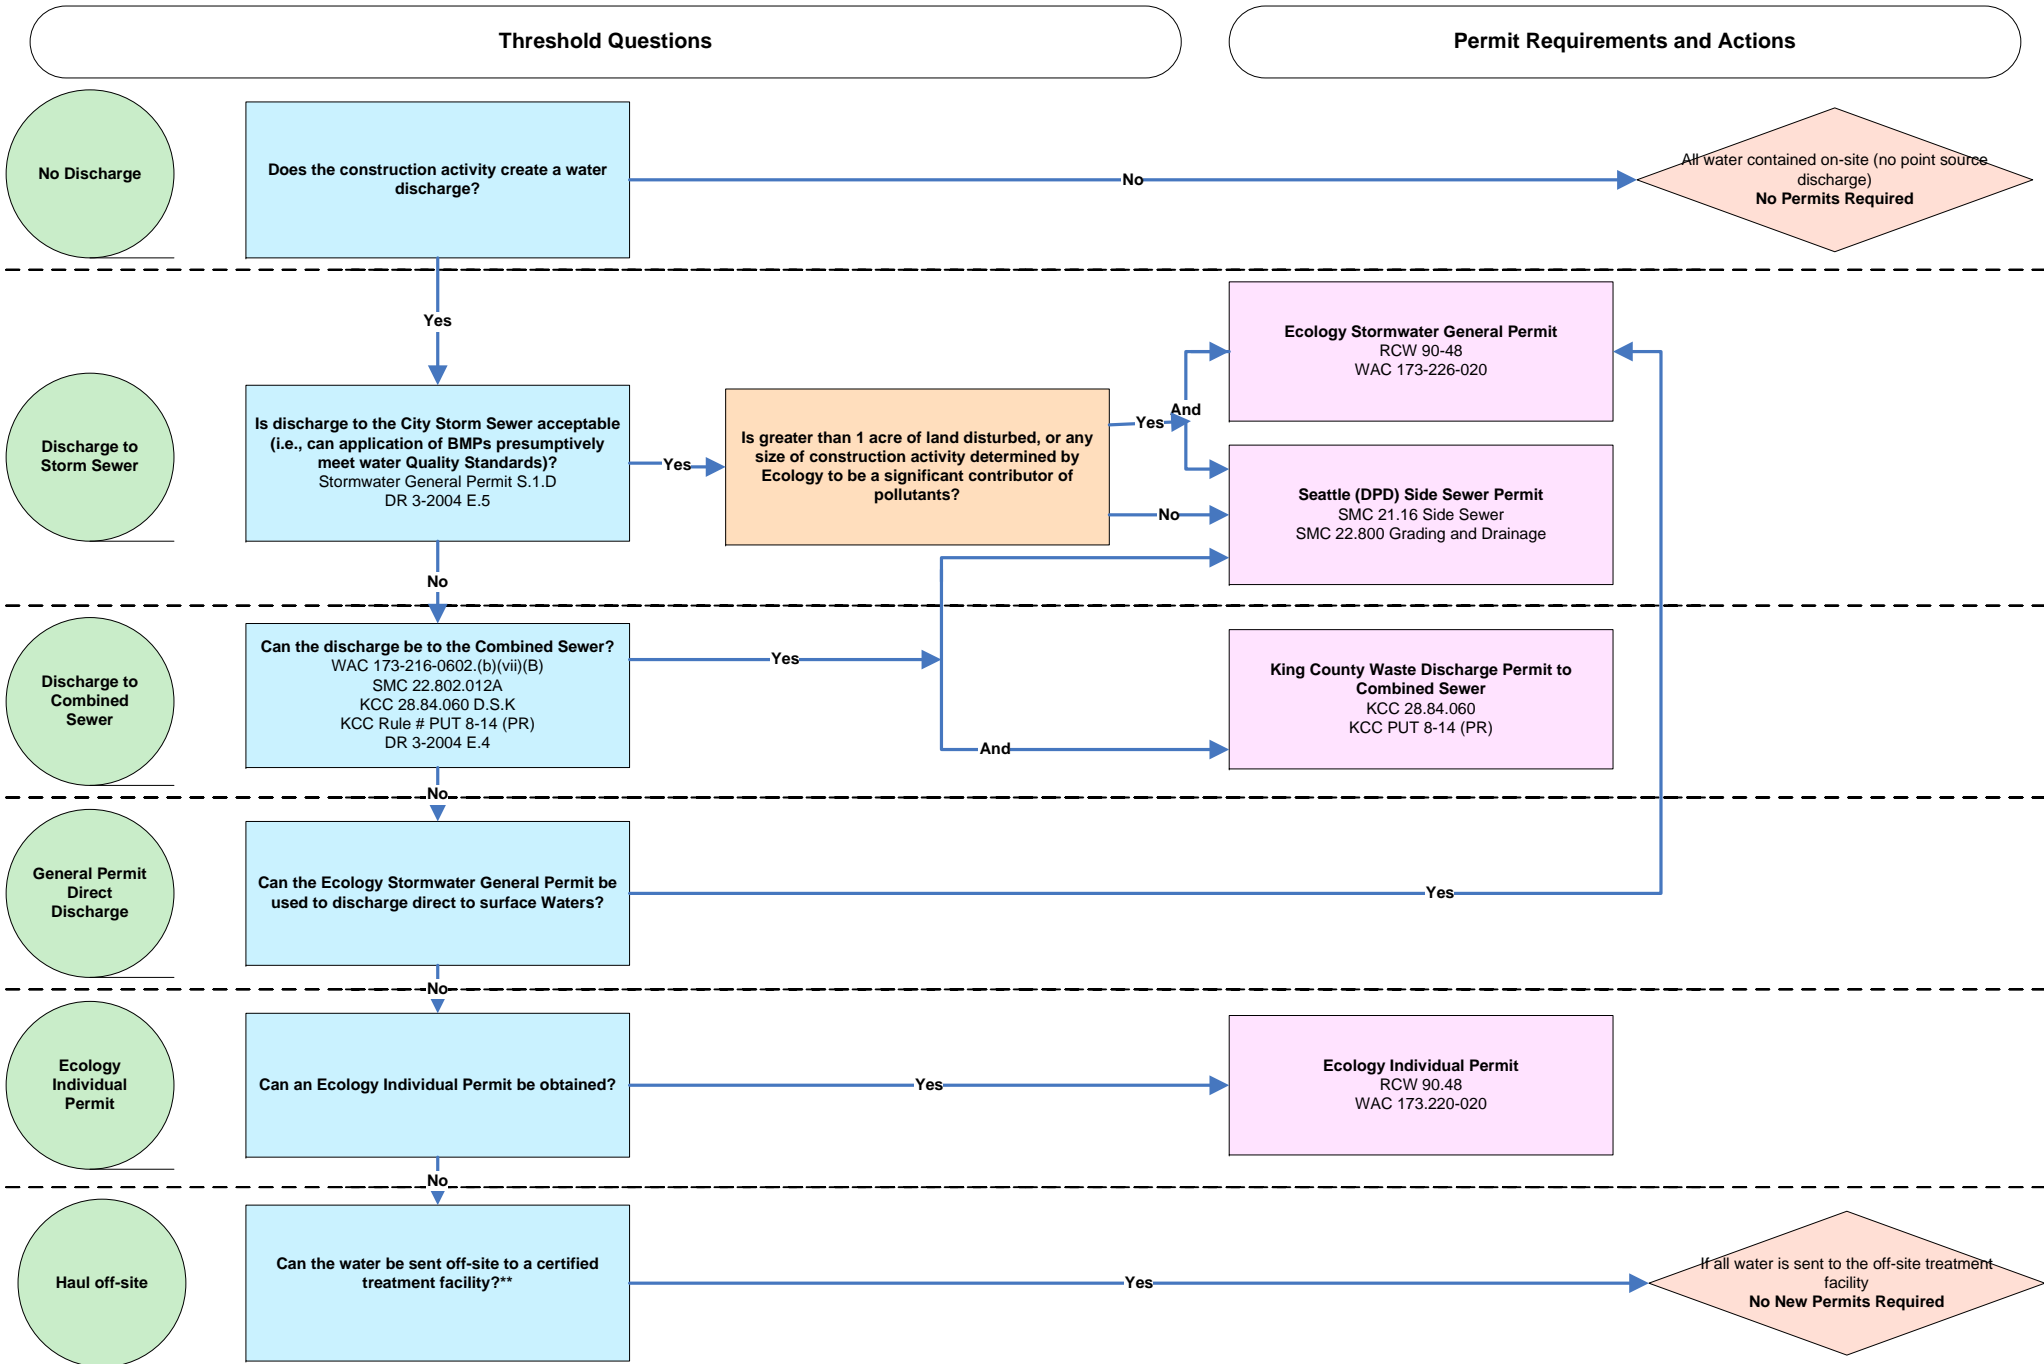 Threshold Questions
Permit Requirements and Actions
No Discharge
Does the construction activity create a water
discharge?
No
All water contained on-site (no point source
discharge)
No Permits Required
Yes
Discharge to
Storm Sewer
Is discharge to the City Storm Sewer acceptable
(i.e., can application of BMPs presumptively
meet water Quality Standards)?
Stormwater General Permit S.1.D
DR 3-2004 E.5
Yes
Is greater than 1 acre of land disturbed, or any
size of construction activity determined by
Ecology to be a significant contributor of
pollutants?
Yes
And
No
Ecology Stormwater General Permit
RCW 90-48
WAC 173-226-020
Seattle (DPD) Side Sewer Permit
SMC 21.16 Side Sewer
SMC 22.800 Grading and Drainage
No
Discharge to
Combined
Sewer
Can the discharge be to the Combined Sewer?
WAC 173-216-0602.(b)(vii)(B)
SMC 22.802.012A
KCC 28.84.060 D.S.K
KCC Rule # PUT 8-14 (PR)
DR 3-2004 E.4
Yes
And
King County Waste Discharge Permit to
Combined Sewer
KCC 28.84.060
KCC PUT 8-14 (PR)
No
General Permit
Direct
Discharge
Can the Ecology Stormwater General Permit be
used to discharge direct to surface Waters?
Yes
No
Ecology
Individual
Permit
Can an Ecology Individual Permit be obtained?
Yes
Ecology Individual Permit
RCW 90.48
WAC 173.220-020
No
Haul off-site
Can the water be sent off-site to a certified
treatment facility?**
Yes
If all water is sent to the off-site treatment
facility
No New Permits Required